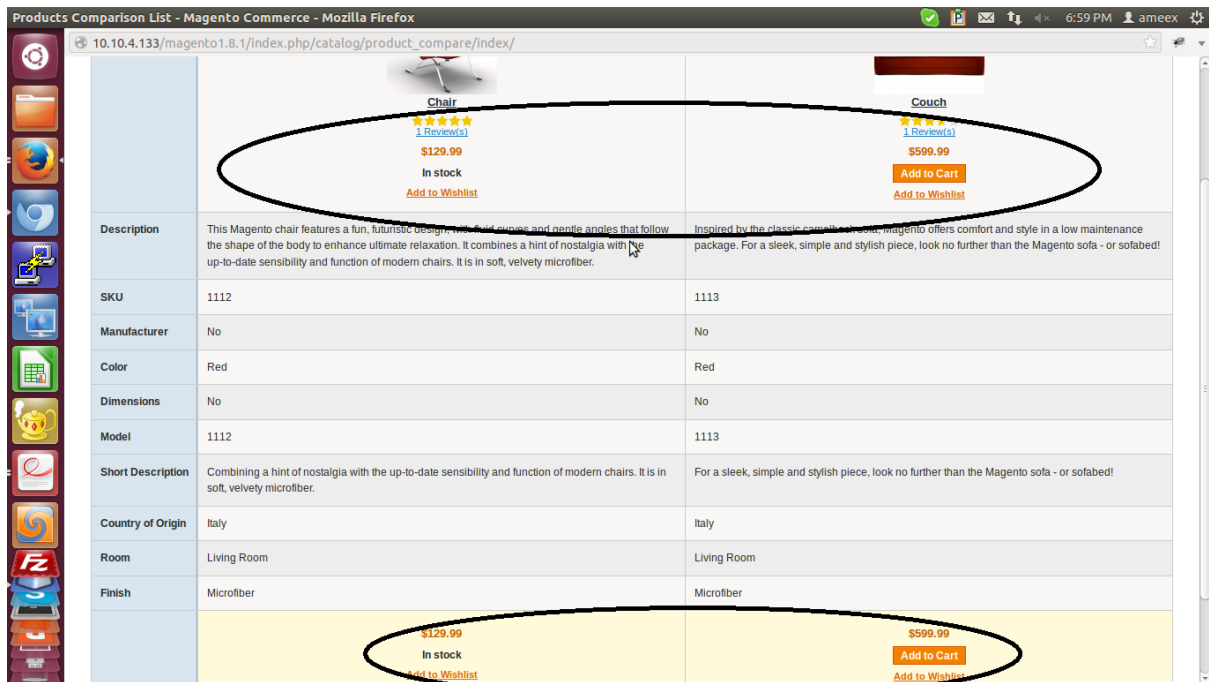 Products Comparison List - Magento Commerce - Mozilla Firefox
6:59 PM ameex
10.10.4.133/magento1.8.1/index.php/catalog/product_compare/index/
Chair Couch
1 Review(s) 1 Review(s)
$129.99 $599.99
In stock Add to Cart
Add to Wishlist Add to Wishlist
Description This Magento chair features a fun, futuristic design, with fluid curves and gentle angles that follow Inspired by the classic camelback sofa, Magento offers comfort and style in a low maintenance
the shape of the body to enhance ultimate relaxation. It combines a hint of nostalgia with the package. For a sleek, simple and stylish piece, look no further than the Magento sofa - or sofabed!
up-to-date sensibility and function of modern chairs. It is in soft, velvety microfiber.
SKU 1112 1113
Manufacturer No No
Color Red Red
Dimensions No No
Model 1112 1113
Short Description Combining a hint of nostalgia with the up-to-date sensibility and function of modern chairs. It is in For a sleek, simple and stylish piece, look no further than the Magento sofa - or sofabed!
soft, velvety microfiber.
Country of Origin Italy Italy
Room Living Room Living Room
Finish Microfiber Microfiber
$129.99 $599.99
In stock Add to Cart
Add to Wishlist Add to Wishlist